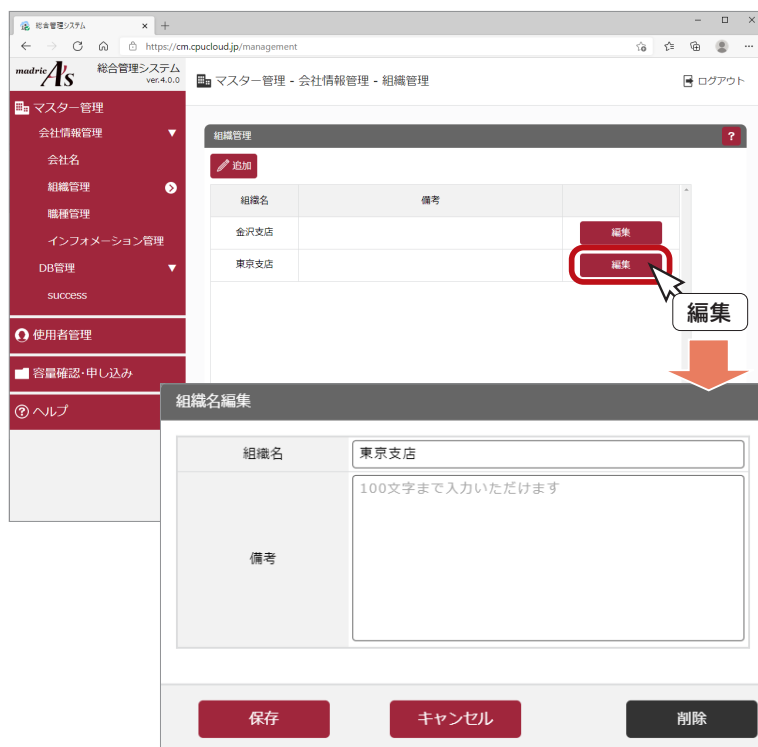 総合管理システム
https://cm.cpucloud.jp/management
madric A's
総合管理システム
ver.4.0.0
マスター管理 - 会社情報管理 - 組織管理
ログアウト
マスター管理
会社情報管理 ▼
会社名
組織管理
職種管理
インフォメーション管理
DB管理 ▼
success
使用者管理
容量確認・申し込み
? ヘルプ
組織管理 ?
追加
組織名 備考
金沢支店 編集
東京支店 編集
編集
組織名編集
組織名 東京支店
備考 100文字まで入力いただけます
保存 キャンセル 削除